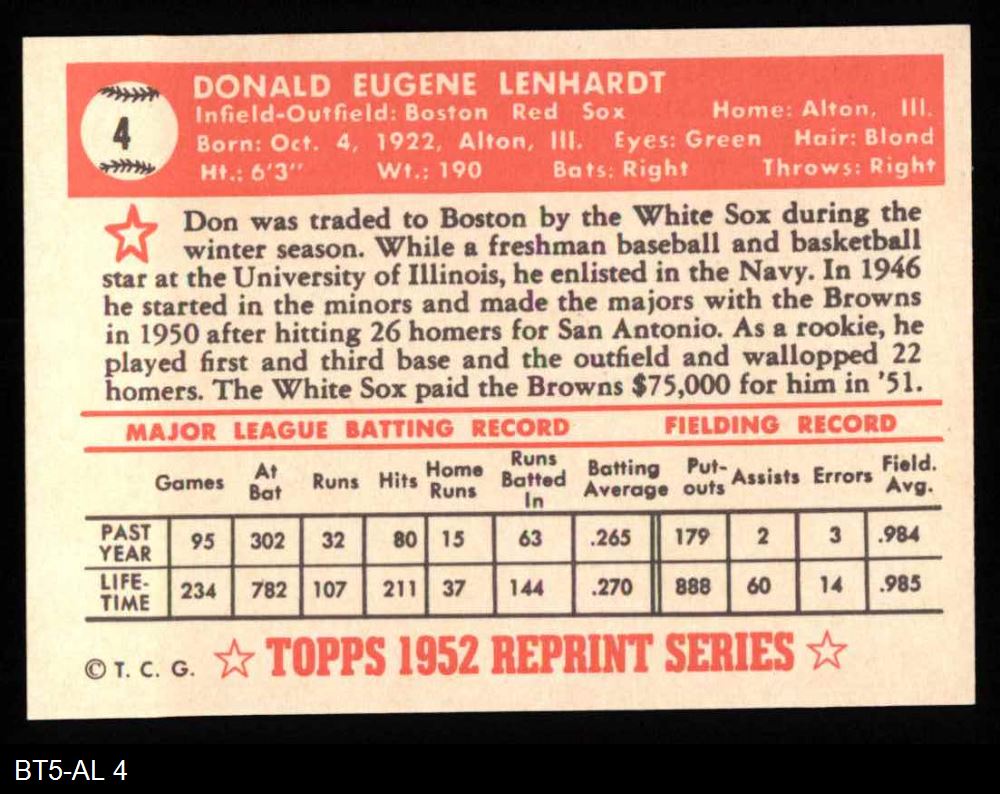 4
DONALD EUGENE LENHARDT
Infield-Outfield: Boston Red Sox Home: Alton, Ill.
Born: Oct. 4, 1922, Alton, Ill. Eyes: Green Hair: Blond
Ht.: 6'3" Wt.: 190 Bats: Right Throws: Right
Don was traded to Boston by the White Sox during the
winter season. While a freshman baseball and basketball
star at the University of Illinois, he enlisted in the Navy. In 1946
he started in the minors and made the majors with the Browns
in 1950 after hitting 26 homers for San Antonio. As a rookie, he
played first and third base and the outfield and wallopped 22
homers. The White Sox paid the Browns $75,000 for him in '51.
MAJOR LEAGUE BATTING RECORD FIELDING RECORD
Games At Bat Runs Hits Home Runs Runs Batted In Batting Average Put-outs Assists Errors Field. Avg.
PAST YEAR 95 302 32 80 15 63 .265 179 2 3 .984
LIFE-TIME 234 782 107 211 37 144 .270 888 60 14 .985
© T. C. G. ☆ TOPPS 1952 REPRINT SERIES ☆
BT5-AL 4